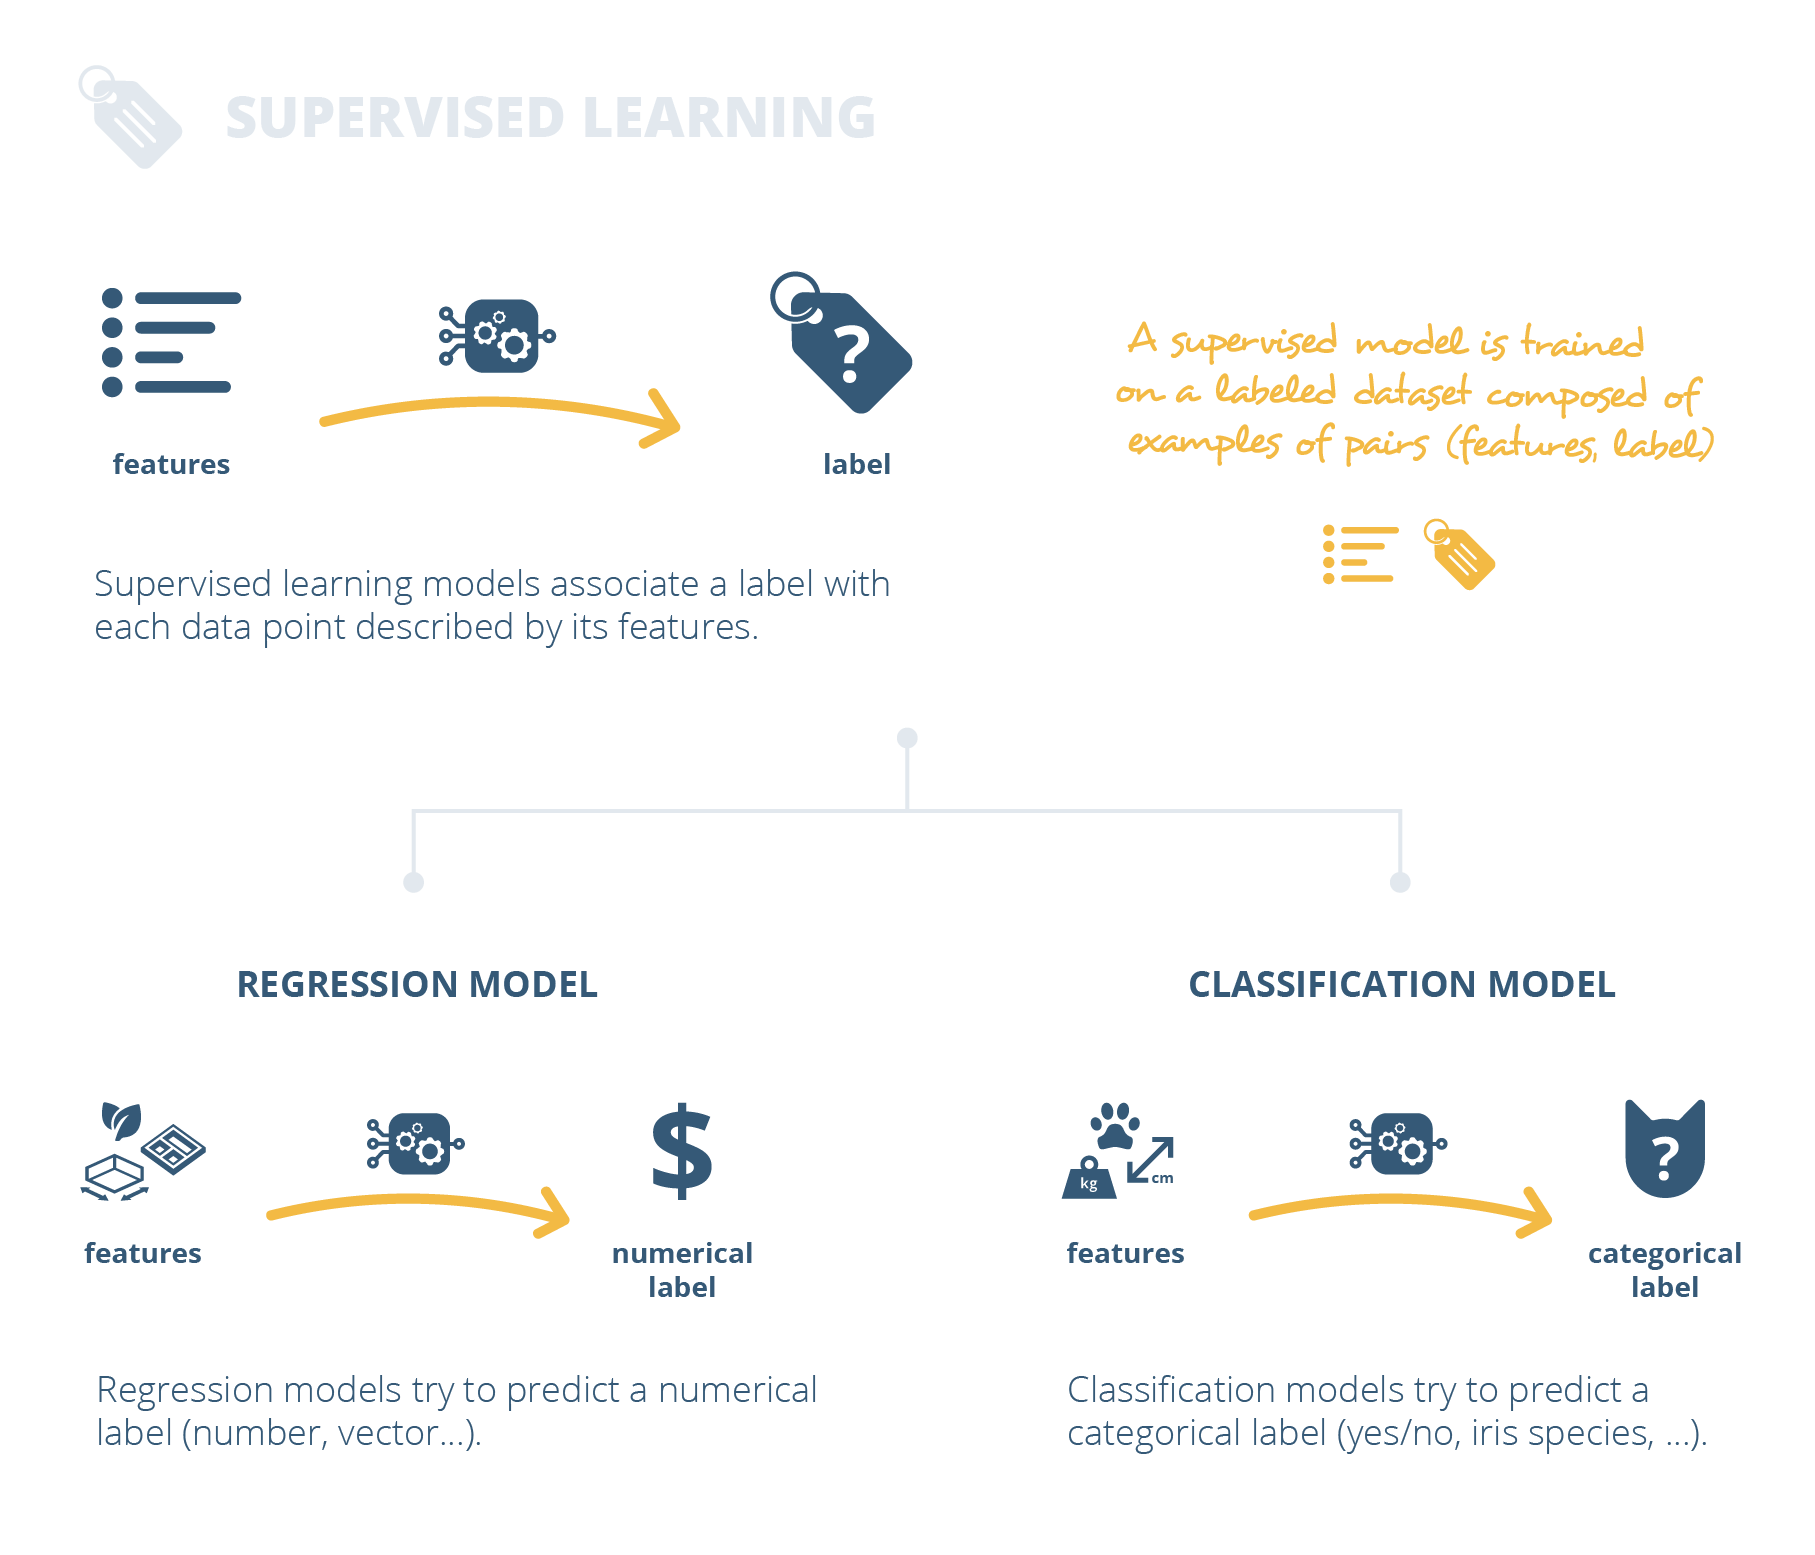 SUPERVISED LEARNING
?
features
label
A supervised model is trained
on a labeled dataset composed of
examples of pairs (features, label)
Supervised learning models associate a label with
each data point described by its features.
REGRESSION MODEL
$
features
numerical
label
Regression models try to predict a numerical
label (number, vector...).
CLASSIFICATION MODEL
kg
cm
?
features
categorical
label
Classification models try to predict a
categorical label (yes/no, iris species, ...).